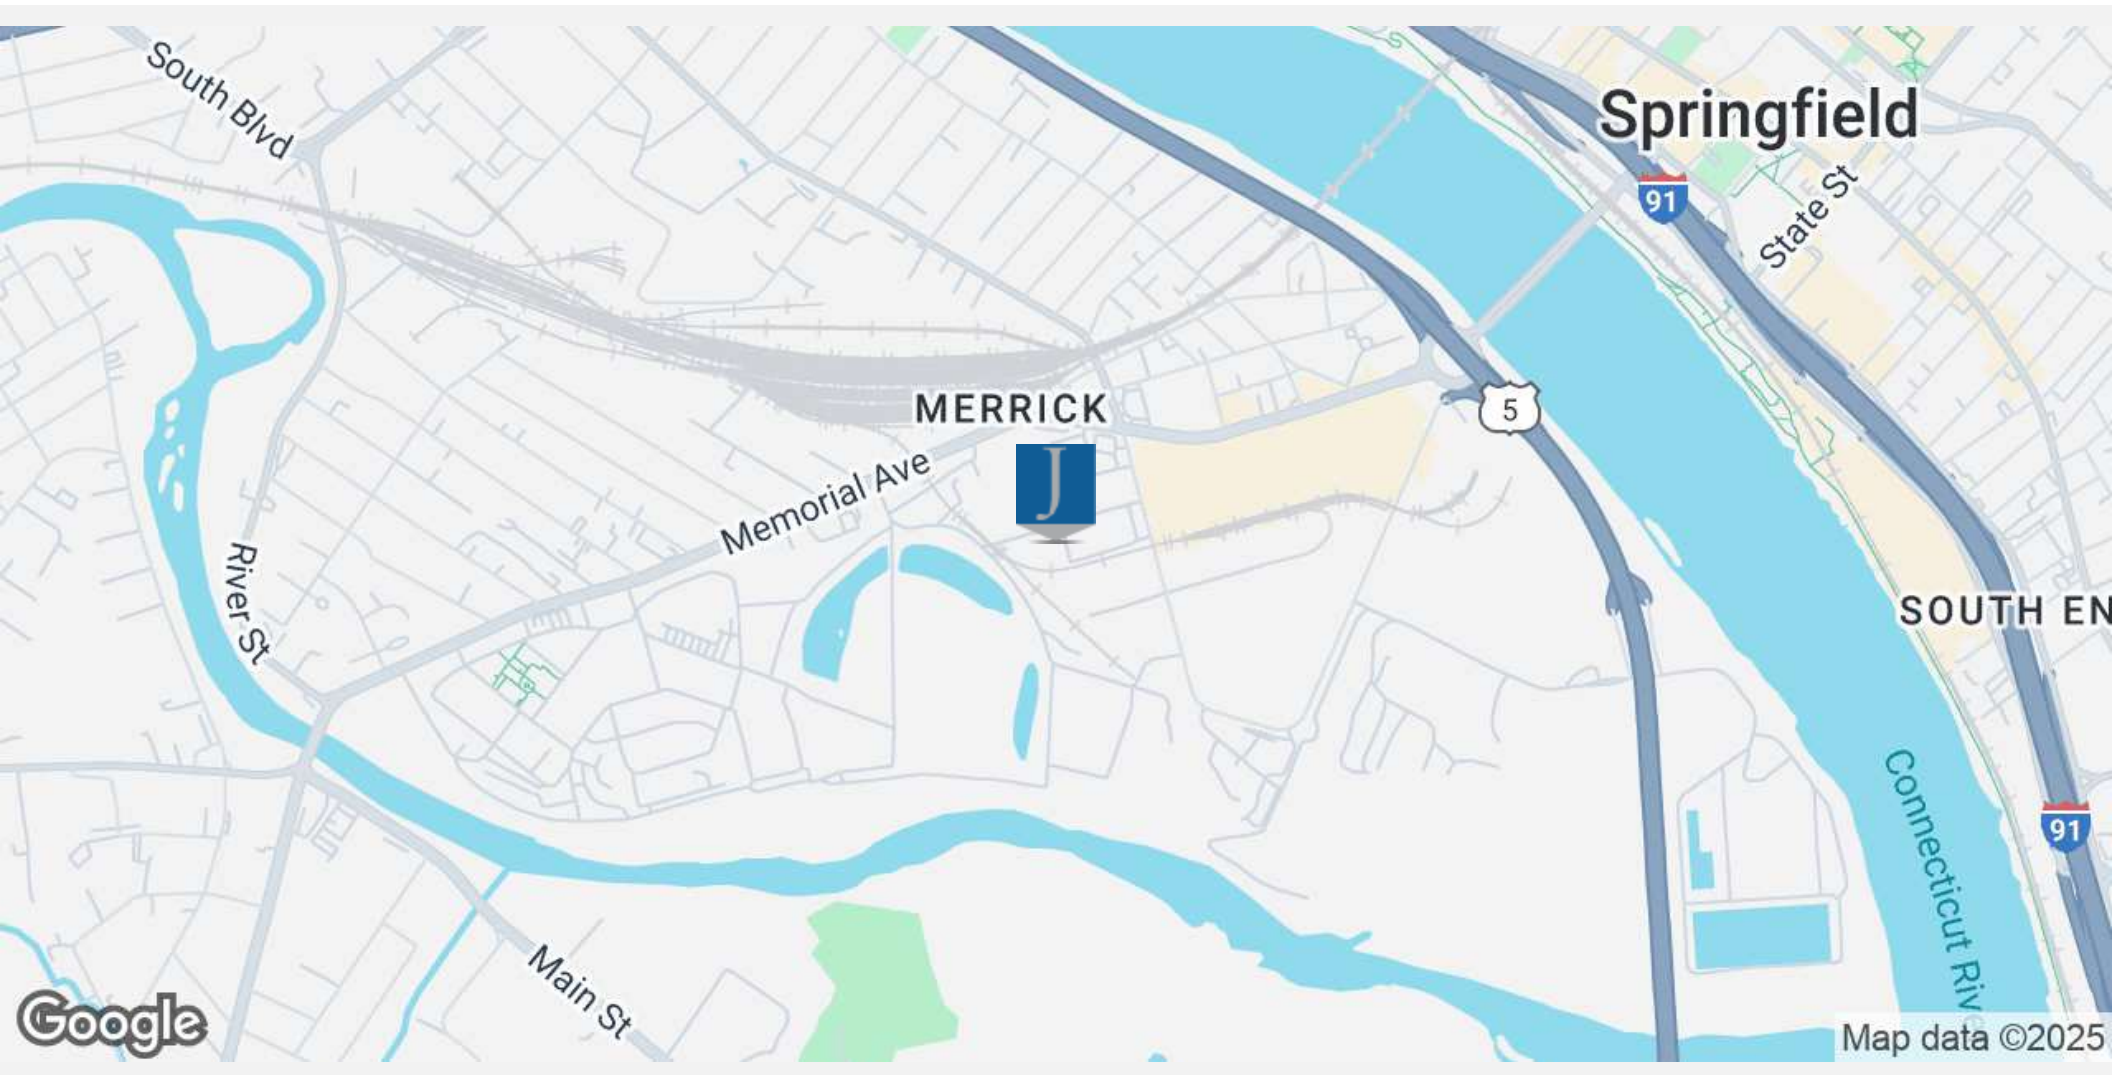 South Blvd
Springfield
91
State St
MERRICK
5
J
Memorial Ave
River St
SOUTH EN
Connecticut Rive
91
Main St
Google
Map data ©2025